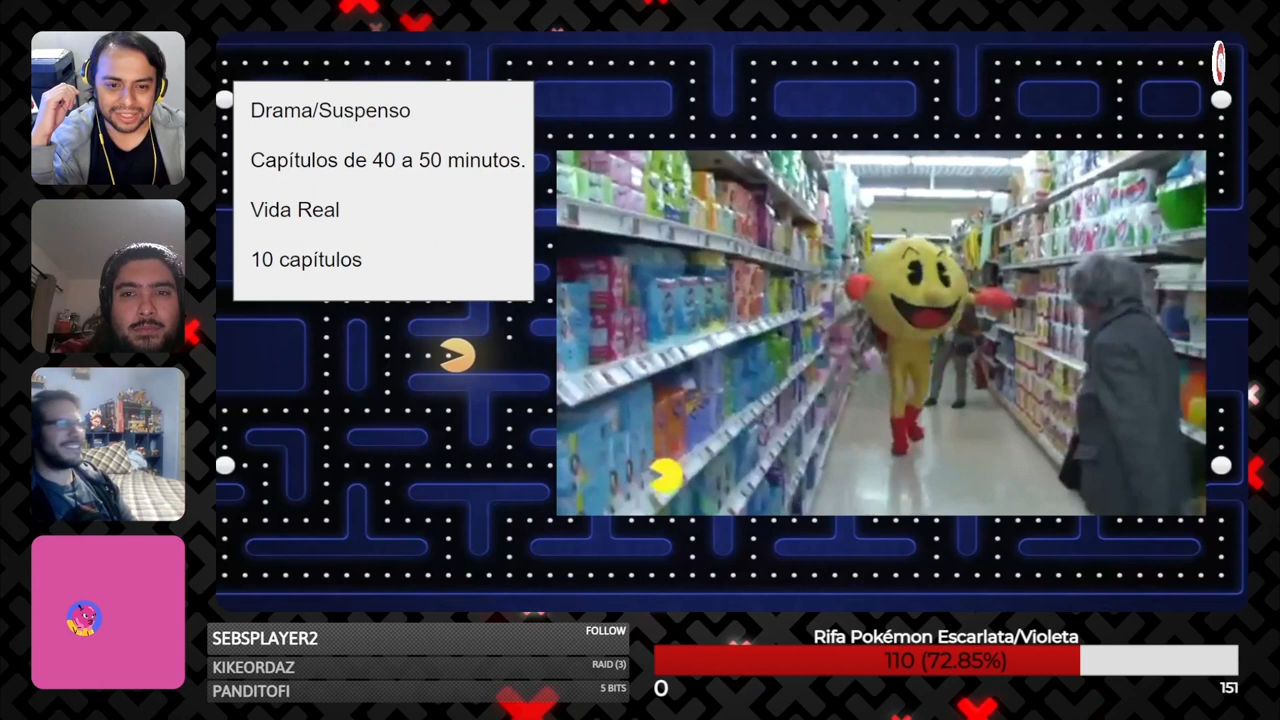 Drama/Suspenso
Capítulos de 40 a 50 minutos.
Vida Real
10 capítulos
SEBSPLAYER2 FOLLOW
KIKEORDAZ RAID (3)
PANDITOFI 5 BITS
Rifa Pokémon Escarlata/Violeta
110 (72.85%)
0 151